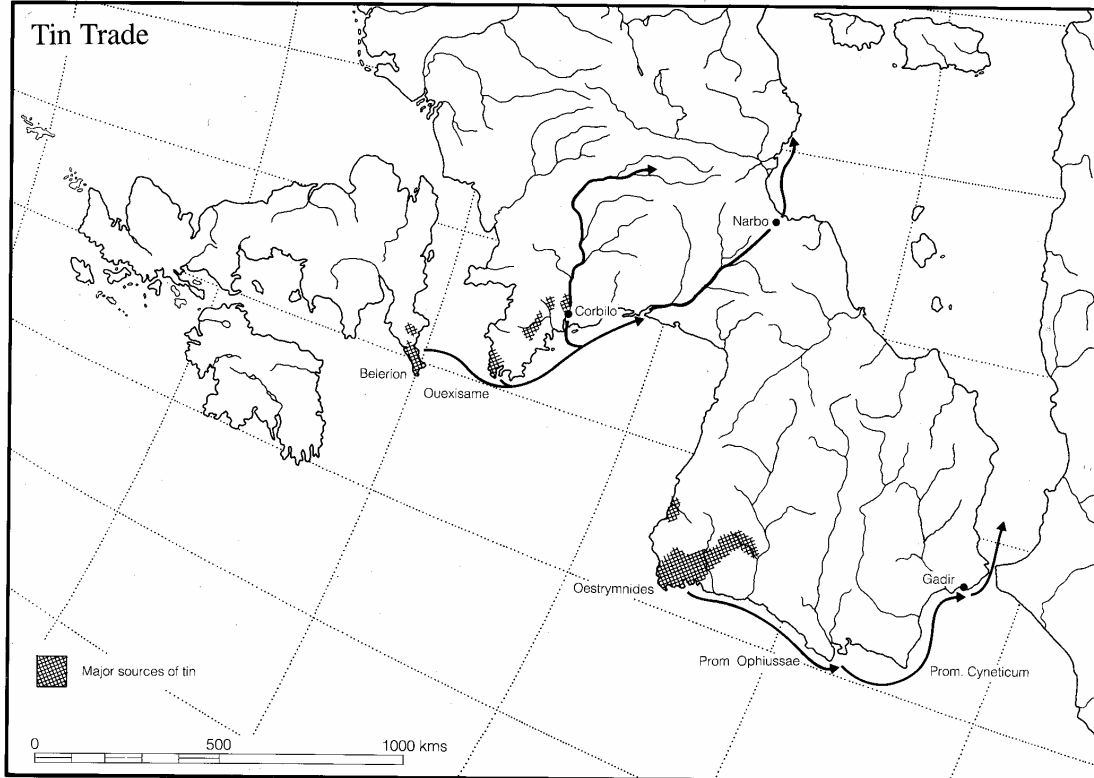 Tin Trade
Narbo
Corbilo
Beierion
Ouexisame
Oestrymnides
Gadir
Prom. Ophiussae
Prom. Cyneticum
Major sources of tin
0 500 1000 kms